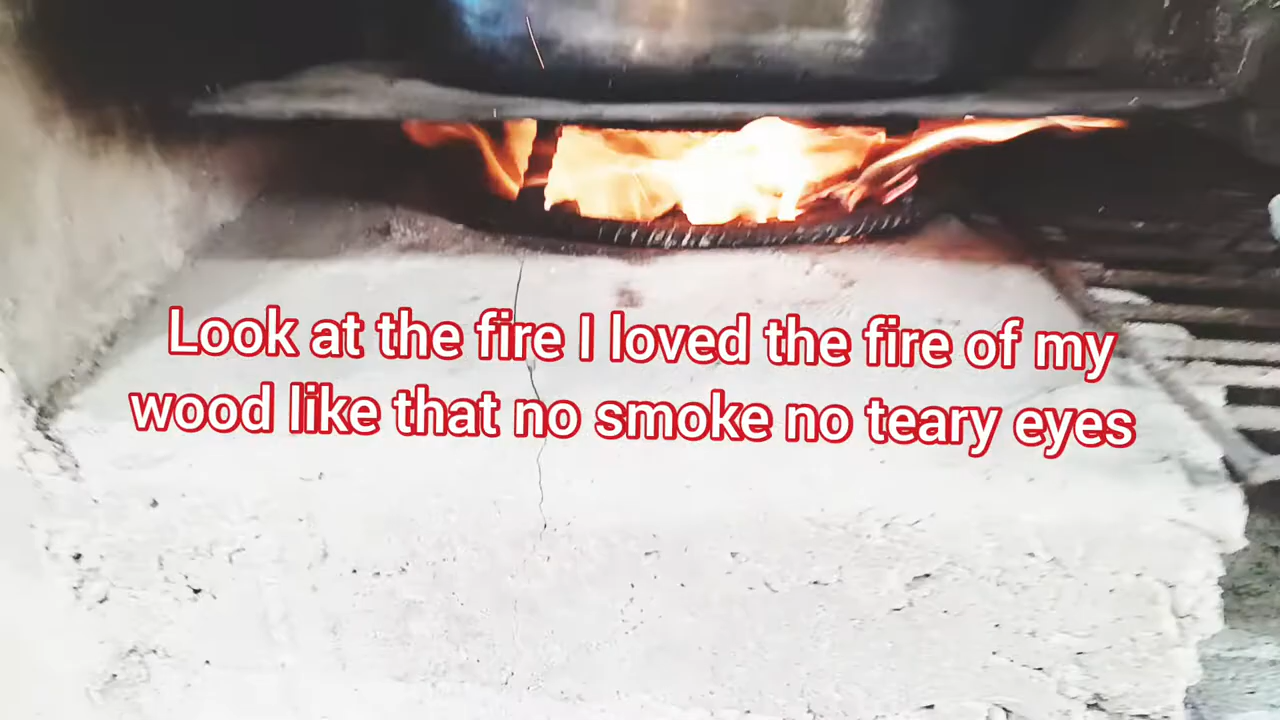 Look at the fire I loved the fire of my
wood like that no smoke no teary eyes